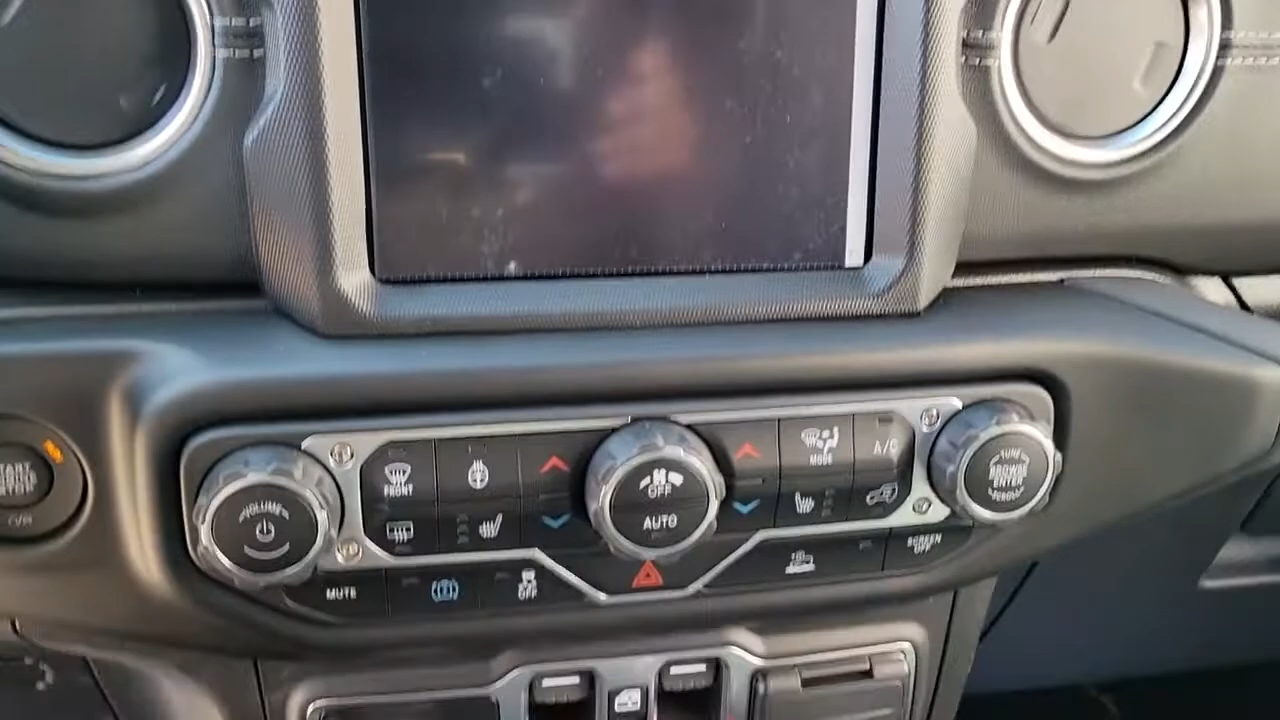 START
STOP
VOLUME
FRONT
OFF
AUTO
MODE
A/C
TUNE
BROWSE
ENTER
SCROLL
MUTE
OFF
SCREEN
OFF